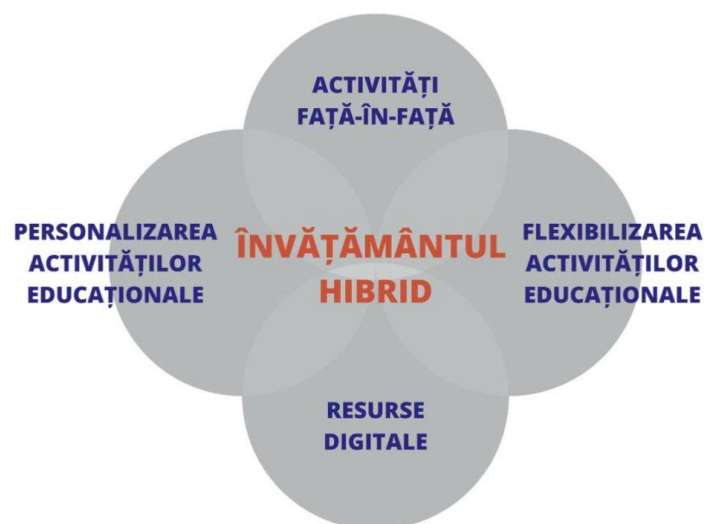 ACTIVITĂȚI
FAȚĂ-ÎN-FAȚĂ
PERSONALIZAREA
ACTIVITĂȚILOR
EDUCAȚIONALE
ÎNVĂȚĂMÂNTUL
HIBRID
FLEXIBILIZAREA
ACTIVITĂȚILOR
EDUCAȚIONALE
RESURSE
DIGITALE